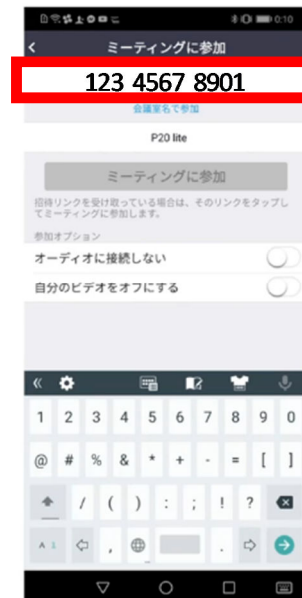 0:10
ミーティングに参加
123 4567 8901
会議室名で参加
P20 lite
ミーティングに参加
招待リンクを受け取っている場合は、そのリンクをタップし
てミーティングに参加します。
参加オプション
オーディオに接続しない
自分のビデオをオフにする
1 2 3 4 5 6 7 8 9 0
@ # % & * + - = [ ]
/ ( ) : ; ! ?
, .